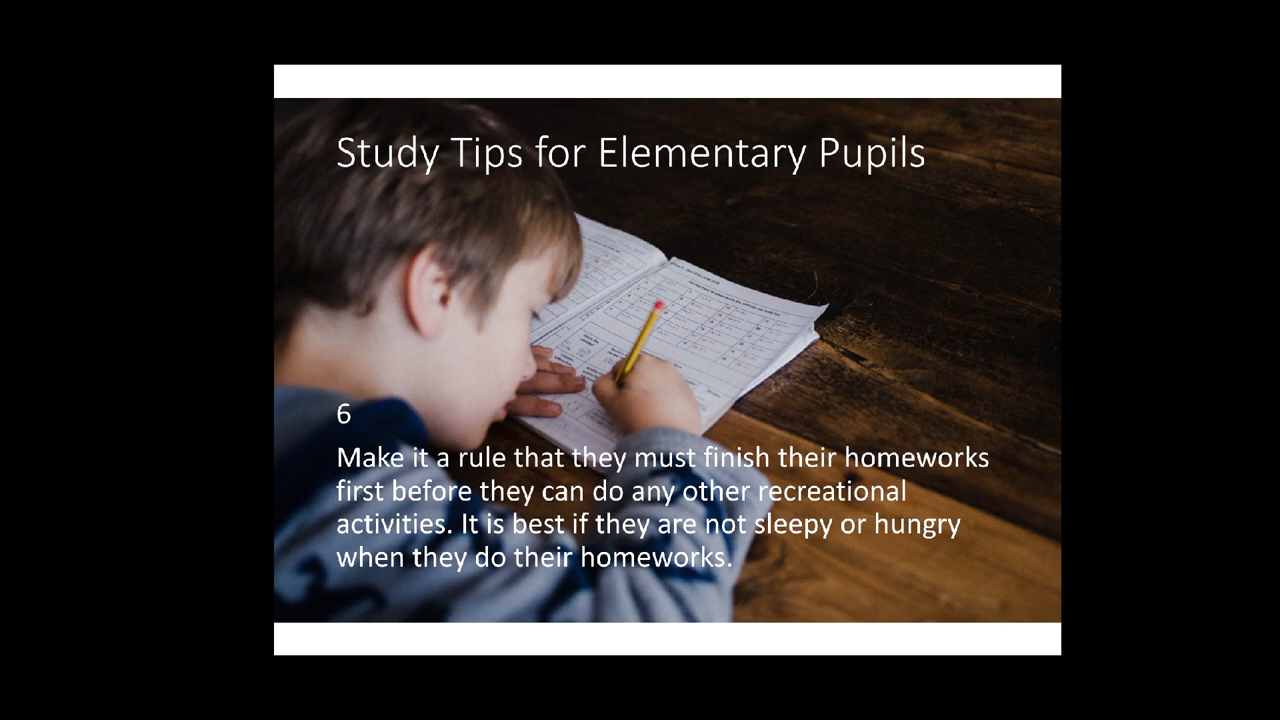 Study Tips for Elementary Pupils
6
Make it a rule that they must finish their homeworks
first before they can do any other recreational
activities. It is best if they are not sleepy or hungry
when they do their homeworks.